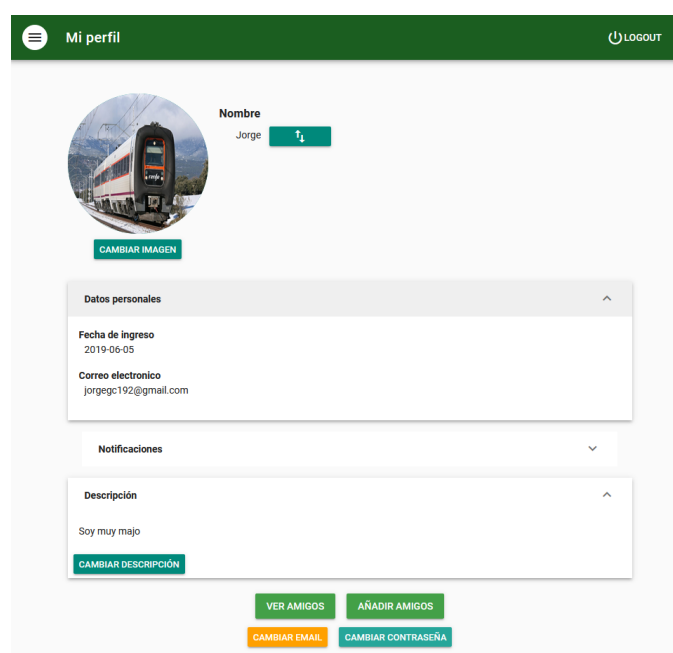 Mi perfil
LOGOUT
Nombre
Jorge
renfe
CAMBIAR IMAGEN
Datos personales
Fecha de ingreso
2019-06-05
Correo electronico
jorgegc192@gmail.com
Notificaciones
Descripción
Soy muy majo
CAMBIAR DESCRIPCIÓN
VER AMIGOS
AÑADIR AMIGOS
CAMBIAR EMAIL
CAMBIAR CONTRASEÑA